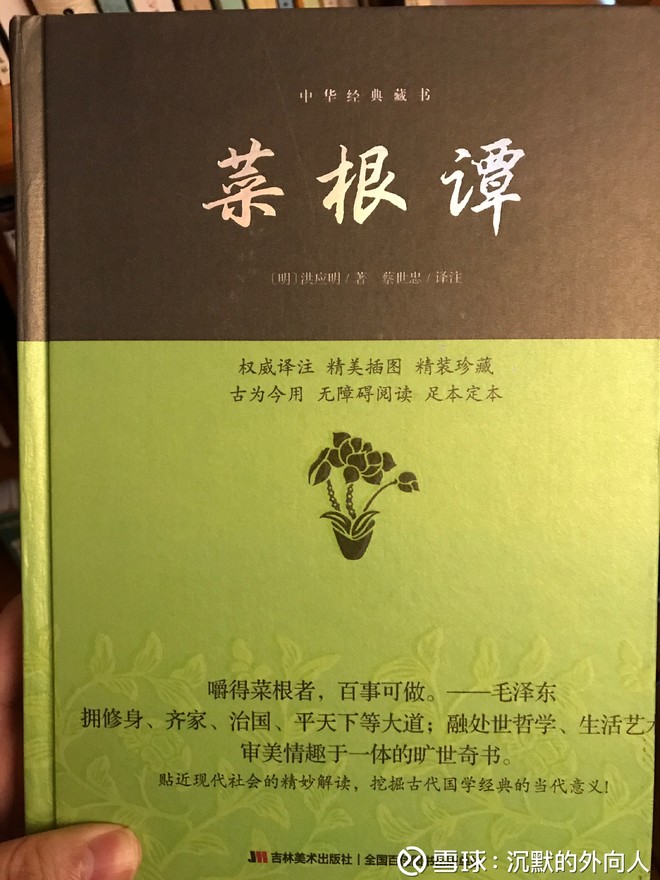 中华经典藏书
菜根谭
〔明〕洪应明/著 蔡世忠/译注
权威译注 精美插图 精装珍藏
古为今用 无障碍阅读 足本定本
嚼得菜根者，百事可做。——毛泽东
拥修身、齐家、治国、平天下等大道；融处世哲学、生活艺
审美情趣于一体的旷世奇书。
贴近现代社会的精妙解读，挖掘古代国学经典的当代意义！
吉林美术出版社｜全国百
雪球：沉默的外向人